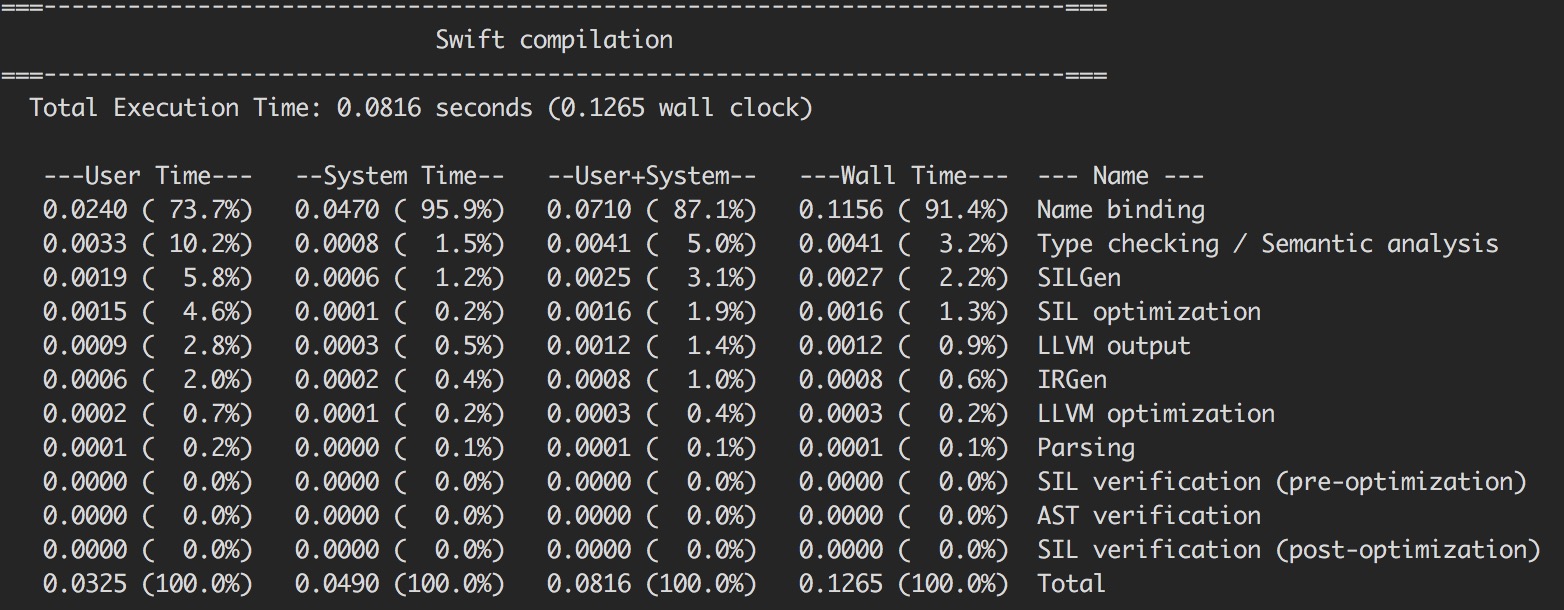 ===-------------------------------------------------------------------------===
                               Swift compilation
===-------------------------------------------------------------------------===
  Total Execution Time: 0.0816 seconds (0.1265 wall clock)

   ---User Time---   --System Time--   --User+System--   ---Wall Time---  --- Name ---
   0.0240 ( 73.7%)   0.0470 ( 95.9%)   0.0710 ( 87.1%)   0.1156 ( 91.4%)  Name binding
   0.0033 ( 10.2%)   0.0008 (  1.5%)   0.0041 (  5.0%)   0.0041 (  3.2%)  Type checking / Semantic analysis
   0.0019 (  5.8%)   0.0006 (  1.2%)   0.0025 (  3.1%)   0.0027 (  2.2%)  SILGen
   0.0015 (  4.6%)   0.0001 (  0.2%)   0.0016 (  1.9%)   0.0016 (  1.3%)  SIL optimization
   0.0009 (  2.8%)   0.0003 (  0.5%)   0.0012 (  1.4%)   0.0012 (  0.9%)  LLVM output
   0.0006 (  2.0%)   0.0002 (  0.4%)   0.0008 (  1.0%)   0.0008 (  0.6%)  IRGen
   0.0002 (  0.7%)   0.0001 (  0.2%)   0.0003 (  0.4%)   0.0003 (  0.2%)  LLVM optimization
   0.0001 (  0.2%)   0.0000 (  0.1%)   0.0001 (  0.1%)   0.0001 (  0.1%)  Parsing
   0.0000 (  0.0%)   0.0000 (  0.0%)   0.0000 (  0.0%)   0.0000 (  0.0%)  SIL verification (pre-optimization)
   0.0000 (  0.0%)   0.0000 (  0.0%)   0.0000 (  0.0%)   0.0000 (  0.0%)  AST verification
   0.0000 (  0.0%)   0.0000 (  0.0%)   0.0000 (  0.0%)   0.0000 (  0.0%)  SIL verification (post-optimization)
   0.0325 (100.0%)   0.0490 (100.0%)   0.0816 (100.0%)   0.1265 (100.0%)  Total